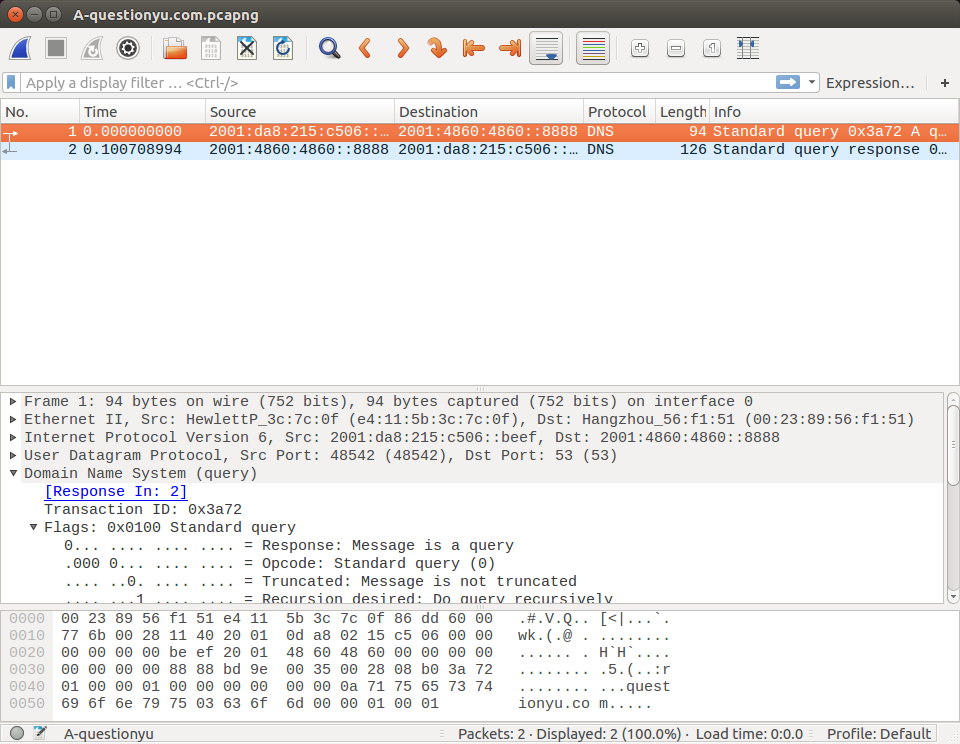 A-questionyu.com.pcapng
Apply a display filter ... <Ctrl-/>
Expression...
+
No. Time Source Destination Protocol Length Info
1 0.000000000 2001:da8:215:c506::... 2001:4860:4860::8888 DNS 94 Standard query 0x3a72 A q...
2 0.100708994 2001:4860:4860::8888 2001:da8:215:c506::... DNS 126 Standard query response 0...
Frame 1: 94 bytes on wire (752 bits), 94 bytes captured (752 bits) on interface 0
Ethernet II, Src: HewlettP_3c:7c:0f (e4:11:5b:3c:7c:0f), Dst: Hangzhou_56:f1:51 (00:23:89:56:f1:51)
Internet Protocol Version 6, Src: 2001:da8:215:c506::beef, Dst: 2001:4860:4860::8888
User Datagram Protocol, Src Port: 48542 (48542), Dst Port: 53 (53)
Domain Name System (query)
[Response In: 2]
Transaction ID: 0x3a72
Flags: 0x0100 Standard query
0... .... .... .... = Response: Message is a query
.000 0... .... .... = Opcode: Standard query (0)
.... ..0. .... .... = Truncated: Message is not truncated
.... ...1 .... .... = Recursion desired: Do query recursively
0000 00 23 89 56 f1 51 e4 11 5b 3c 7c 0f 86 dd 60 00 .#.V.Q.. [<|...`.
0010 77 6b 00 28 11 40 20 01 0d a8 02 15 c5 06 00 00 wk.(.@ . ........
0020 00 00 00 00 be ef 20 01 48 60 48 60 00 00 00 00 ...... . H`H`....
0030 00 00 00 00 88 88 bd 9e 00 35 00 28 08 b0 3a 72 ........ .5.(..:r
0040 01 00 00 01 00 00 00 00 00 00 0a 71 75 65 73 74 ........ ...quest
0050 69 6f 6e 79 75 03 63 6f 6d 00 00 01 00 01 ionyu.co m.....
A-questionyu
Packets: 2 · Displayed: 2 (100.0%) · Load time: 0:0.0
Profile: Default